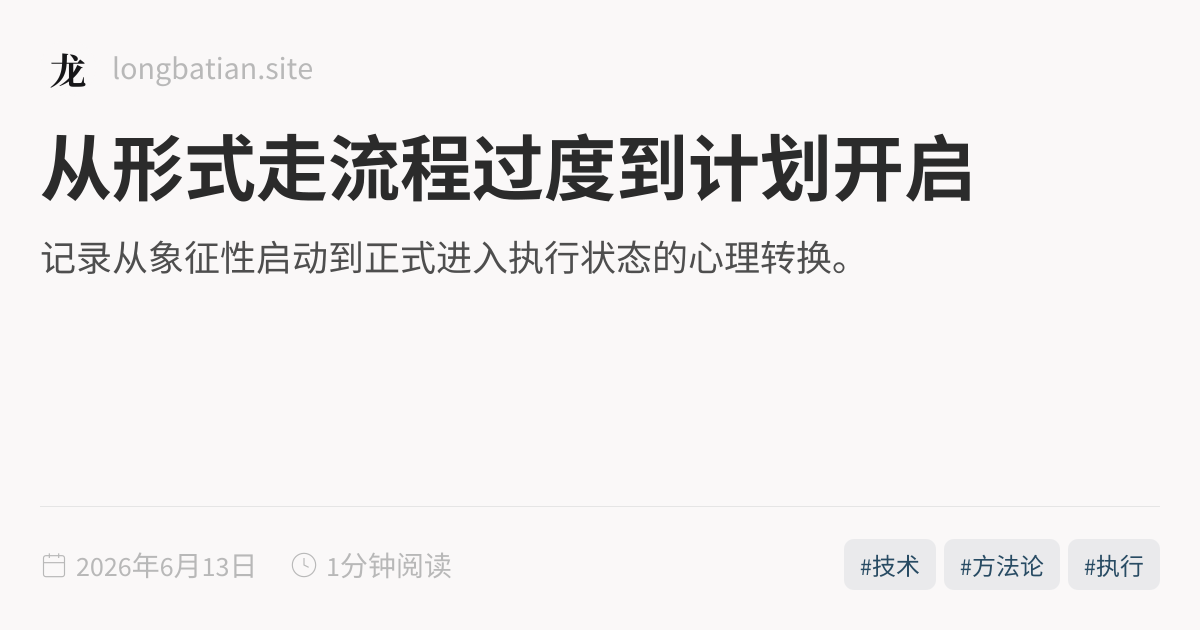 龙 longbatian.site
从形式走流程过度到计划开启
记录从象征性启动到正式进入执行状态的心理转换。
2026年6月13日 1分钟阅读 #技术 #方法论 #执行